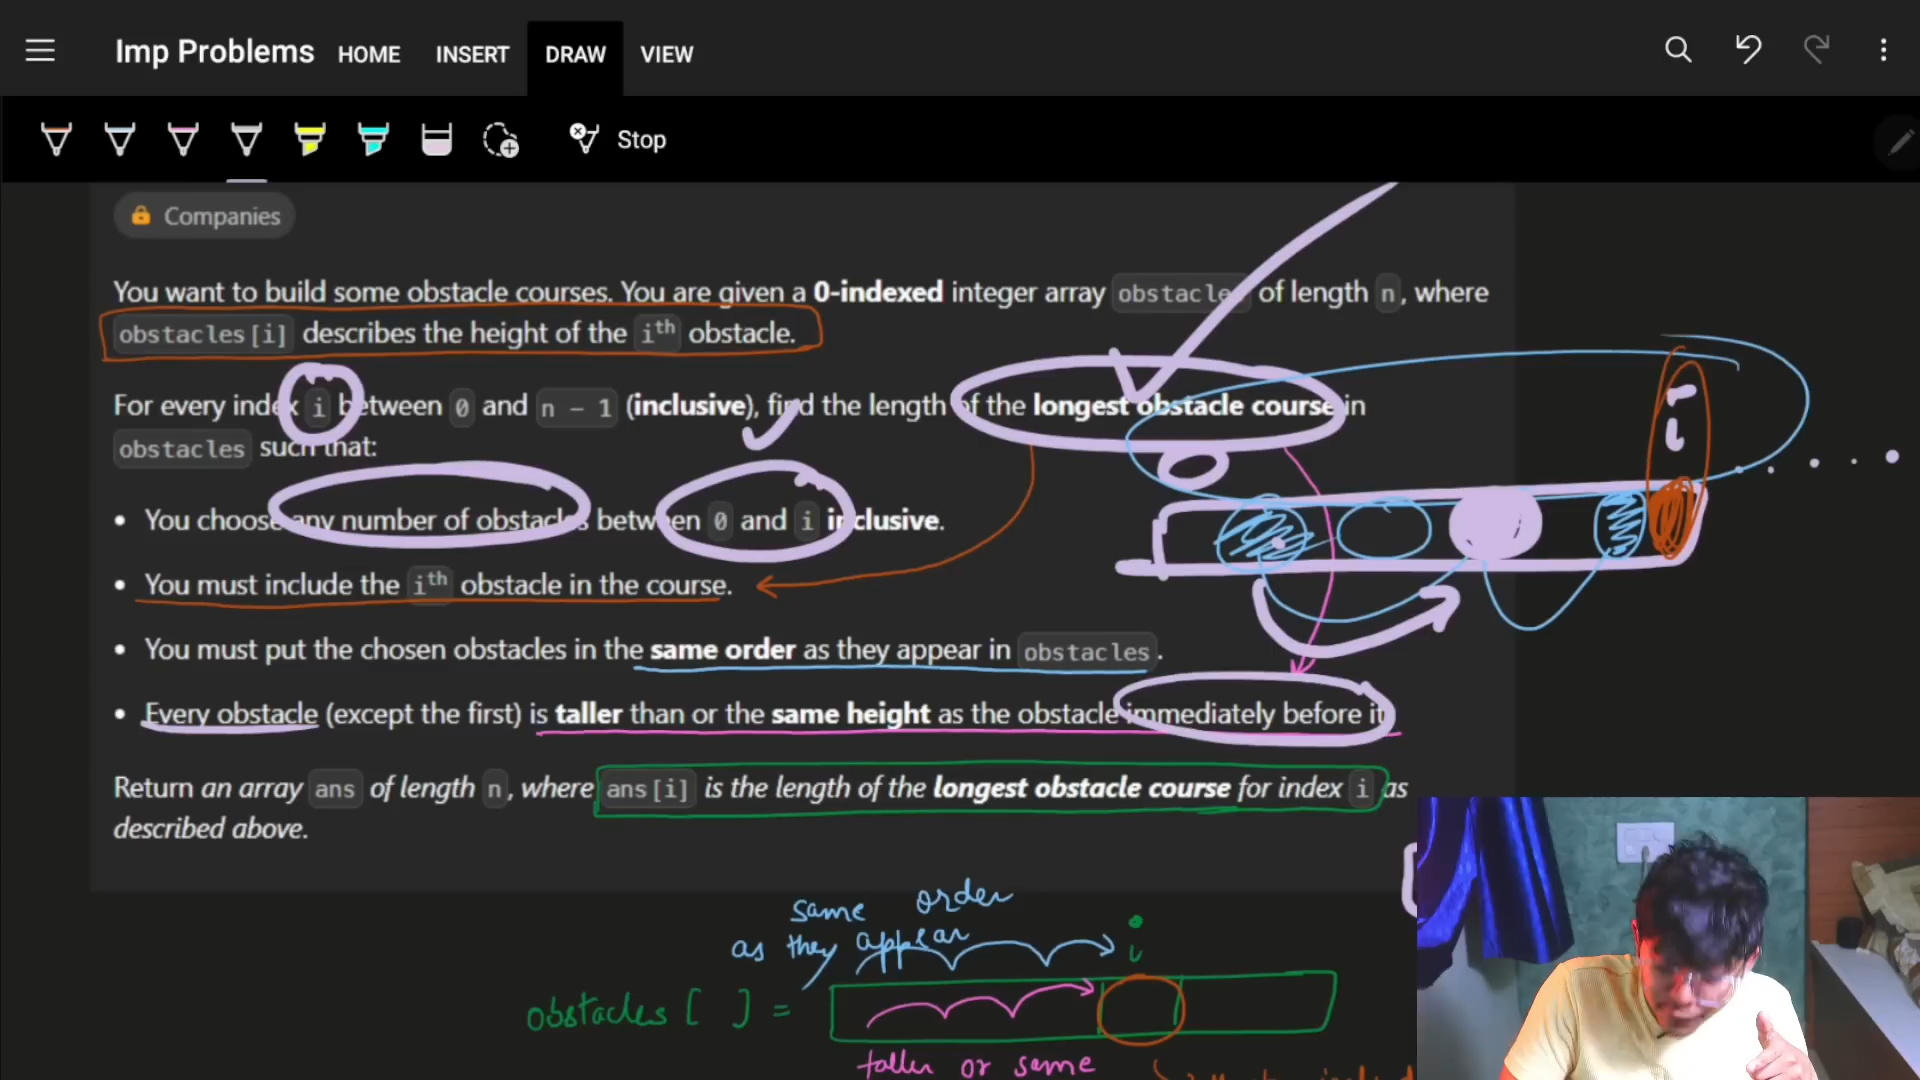 Imp Problems HOME INSERT DRAW VIEW
Stop
Companies
You want to build some obstacle courses. You are given a 0-indexed integer array obstacles of length n, where
obstacles[i] describes the height of the ith obstacle.
For every index i between 0 and n - 1 (inclusive), find the length of the longest obstacle course in
obstacles such that:
• You choose any number of obstacles between 0 and i inclusive.
• You must include the ith obstacle in the course.
• You must put the chosen obstacles in the same order as they appear in obstacles.
• Every obstacle (except the first) is taller than or the same height as the obstacle immediately before it.
Return an array ans of length n, where ans[i] is the length of the longest obstacle course for index i as
described above.
i
0
same order
as they appear
i
obstacles [ ] =
taller or same